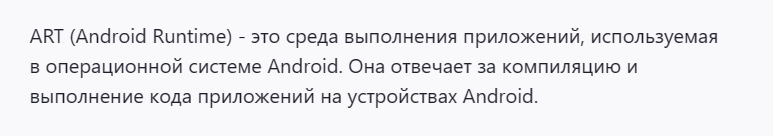 ART (Android Runtime) - это среда выполнения приложений, используемая
в операционной системе Android. Она отвечает за компиляцию и
выполнение кода приложений на устройствах Android.